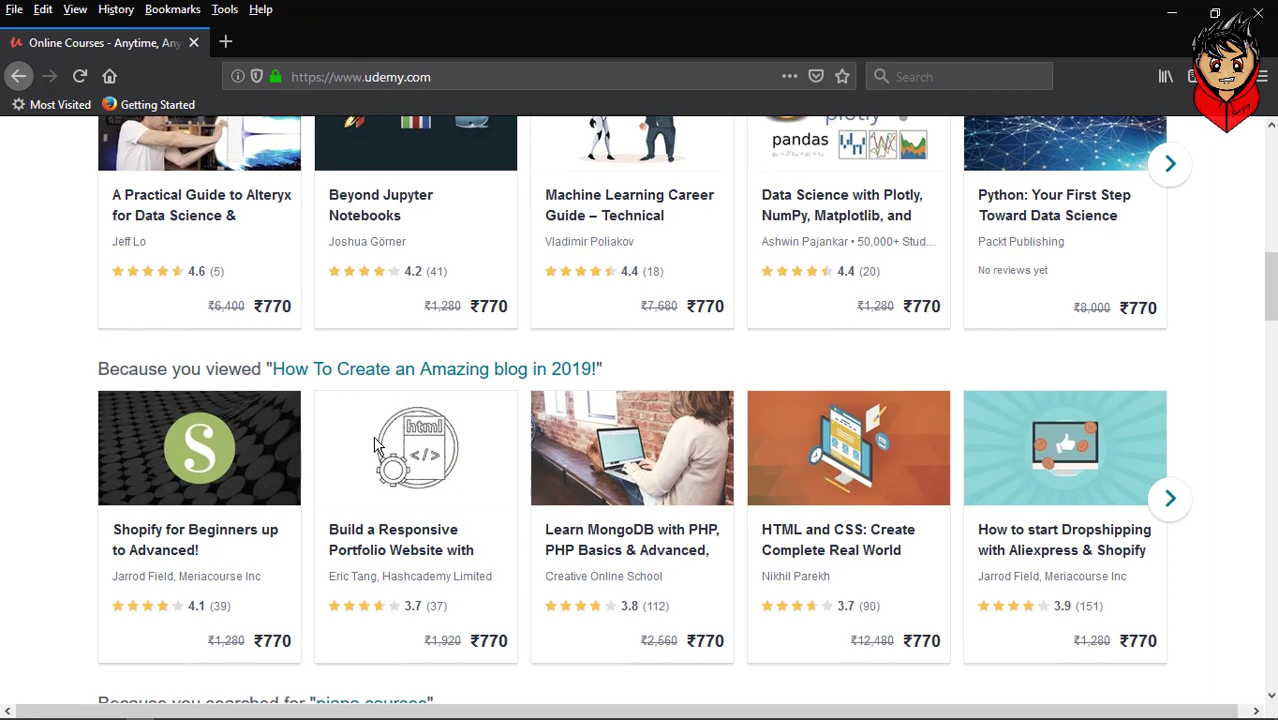 File Edit View History Bookmarks Tools Help
Online Courses - Anytime, Any
https://www.udemy.com
Search
Most Visited Getting Started
plotly
pandas
A Practical Guide to Alteryx
for Data Science &
Jeff Lo
4.6 (5)
₹6,400 ₹770
Beyond Jupyter
Notebooks
Joshua Görner
4.2 (41)
₹1,280 ₹770
Machine Learning Career
Guide – Technical
Vladimir Poliakov
4.4 (18)
₹7,680 ₹770
Data Science with Plotly,
NumPy, Matplotlib, and
Ashwin Pajankar • 50,000+ Stud...
4.4 (20)
₹1,280 ₹770
Python: Your First Step
Toward Data Science
Packt Publishing
No reviews yet
₹8,000 ₹770
Because you viewed "How To Create an Amazing blog in 2019!"
S
Shopify for Beginners up
to Advanced!
Jarrod Field, Meriacourse Inc
4.1 (39)
₹1,280 ₹770
html
</>
Build a Responsive
Portfolio Website with
Eric Tang, Hashcademy Limited
3.7 (37)
₹1,920 ₹770
Learn MongoDB with PHP,
PHP Basics & Advanced,
Creative Online School
3.8 (112)
₹2,560 ₹770
HTML and CSS: Create
Complete Real World
Nikhil Parekh
3.7 (90)
₹12,480 ₹770
How to start Dropshipping
with Aliexpress & Shopify
Jarrod Field, Meriacourse Inc
3.9 (151)
₹1,280 ₹770
Because you searched for "piano courses"